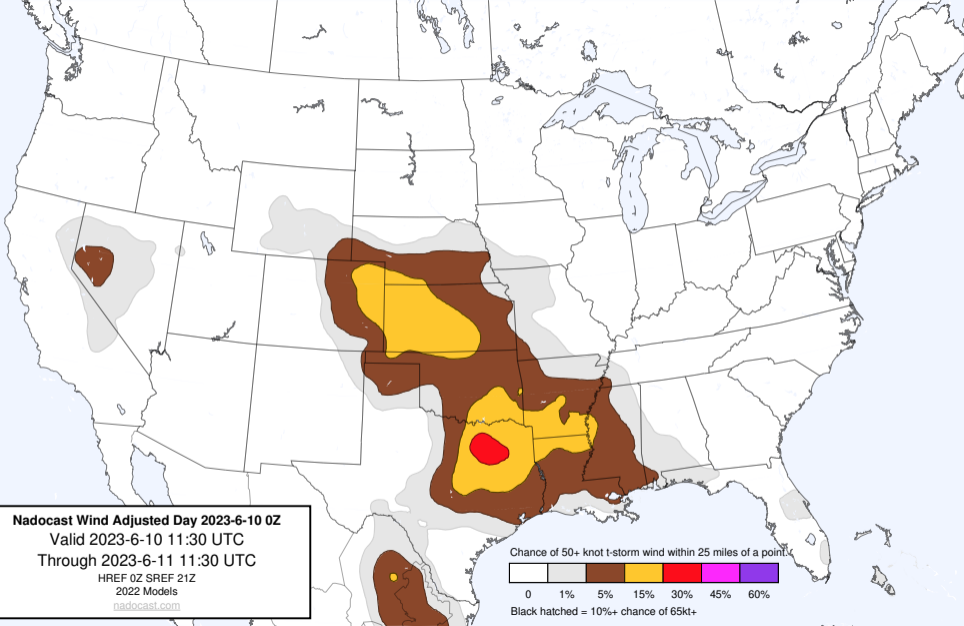 Nadocast Wind Adjusted Day 2023-6-10 0Z
Valid 2023-6-10 11:30 UTC
Through 2023-6-11 11:30 UTC
HREF 0Z SREF 21Z
2022 Models
nadocast.com
Chance of 50+ knot t-storm wind within 25 miles of a point.
0 1% 5% 15% 30% 45% 60%
Black hatched = 10%+ chance of 65kt+